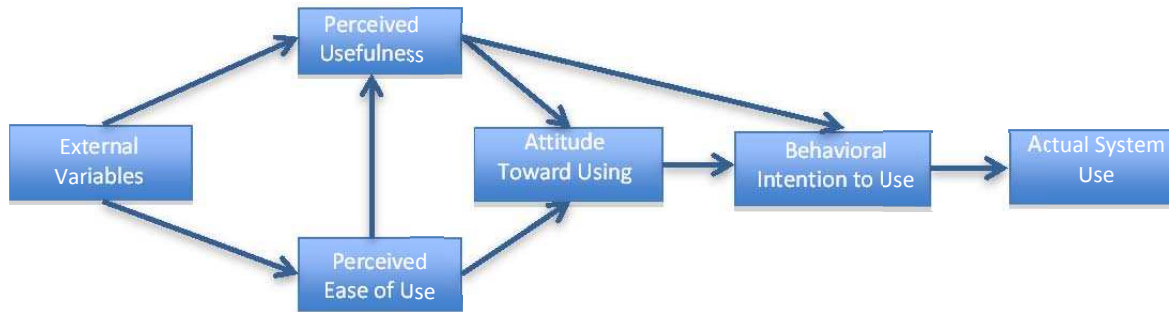 Perceived
Usefulness
External
Variables
Attitude
Toward Using
Behavioral
Intention to Use
Actual System
Use
Perceived
Ease of Use